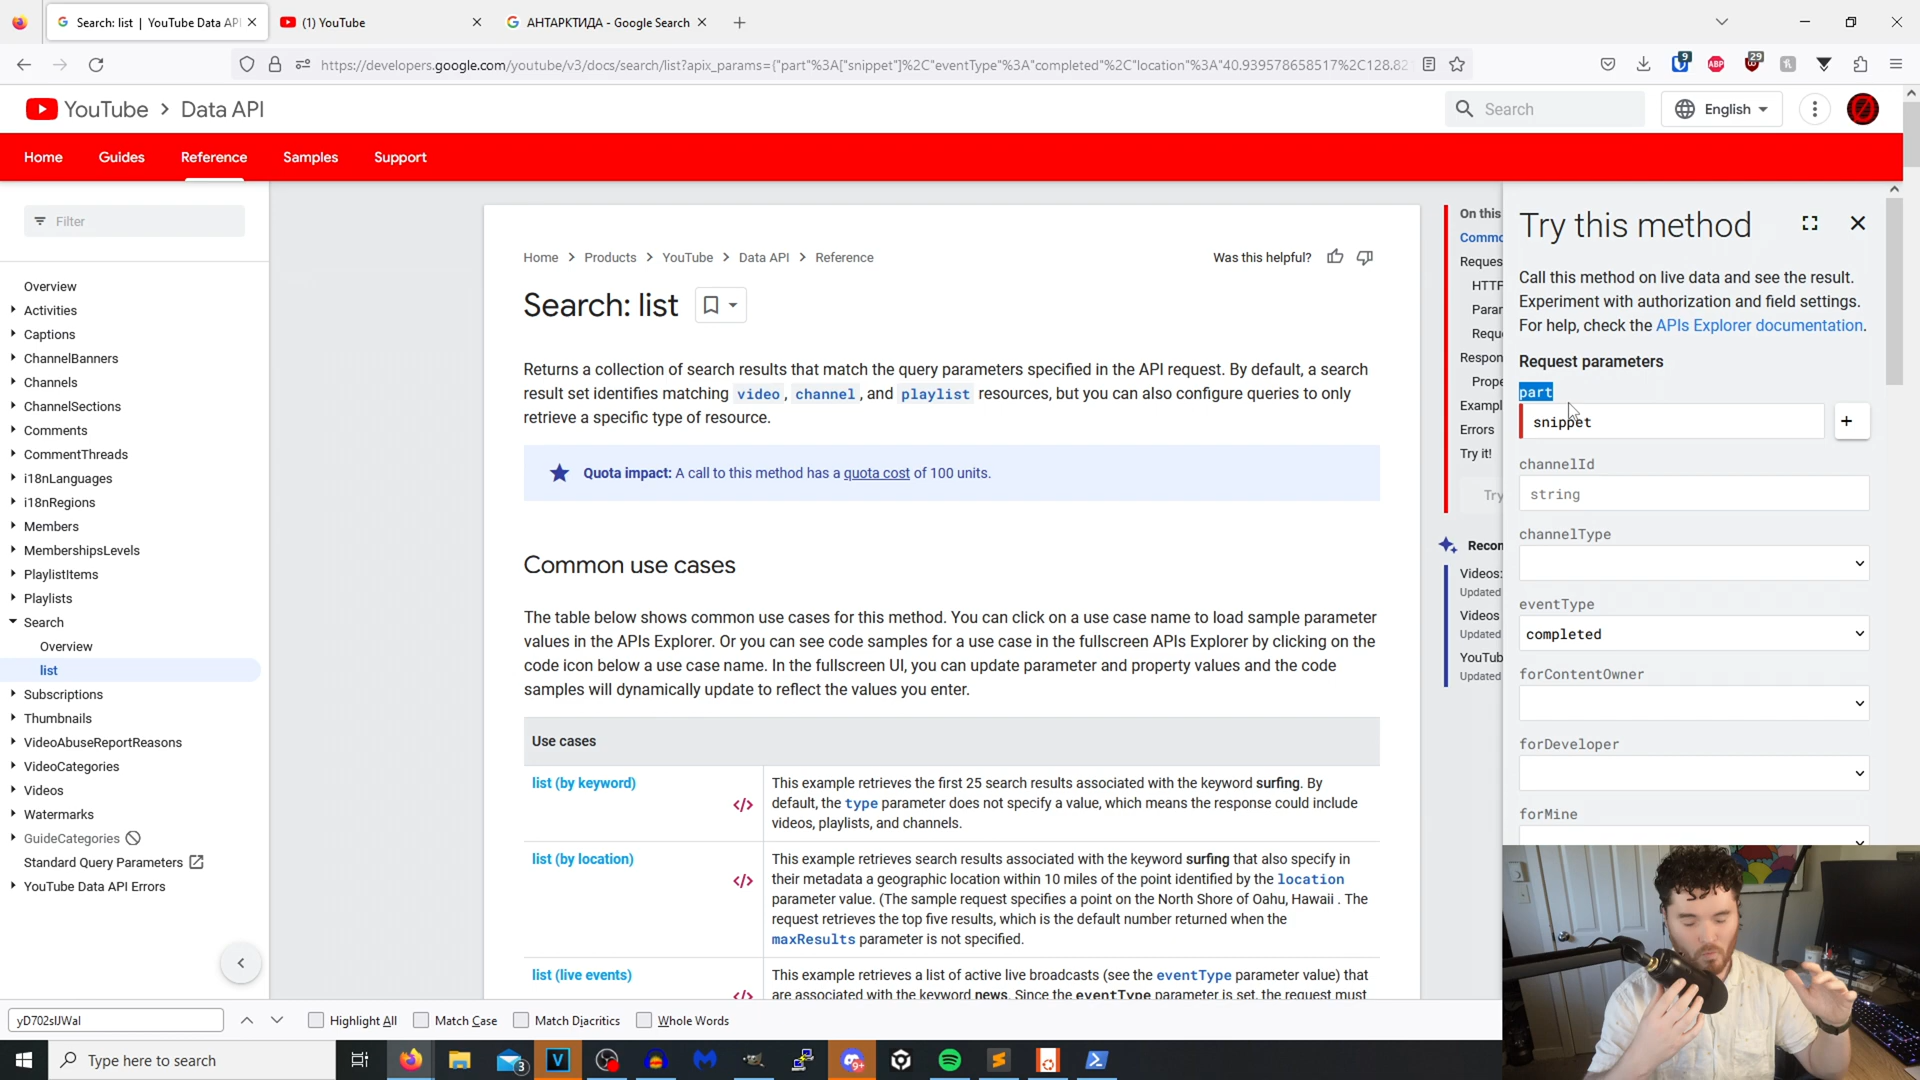 Search: list | YouTube Data AP
(1) YouTube
АНТАРКТИДА - Google Search
https://developers.google.com/youtube/v3/docs/search/list?apix_params={"part"%3A["snippet"]%2C"eventType"%3A"completed"%2C"location"%3A"40.939578658517%2C128.82
YouTube > Data API
Search
English
Home
Guides
Reference
Samples
Support
Filter
Overview
Activities
Captions
ChannelBanners
Channels
ChannelSections
Comments
CommentThreads
i18nLanguages
i18nRegions
Members
MembershipsLevels
PlaylistItems
Playlists
Search
Overview
list
Subscriptions
Thumbnails
VideoAbuseReportReasons
VideoCategories
Videos
Watermarks
GuideCategories
Standard Query Parameters
YouTube Data API Errors
Home > Products > YouTube > Data API > Reference
Was this helpful?
Search: list
Returns a collection of search results that match the query parameters specified in the API request. By default, a search
result set identifies matching video, channel, and playlist resources, but you can also configure queries to only
retrieve a specific type of resource.
Quota impact: A call to this method has a quota cost of 100 units.
Common use cases
The table below shows common use cases for this method. You can click on a use case name to load sample parameter
values in the APIs Explorer. Or you can see code samples for a use case in the fullscreen APIs Explorer by clicking on the
code icon below a use case name. In the fullscreen UI, you can update parameter and property values and the code
samples will dynamically update to reflect the values you enter.
Use cases
list (by keyword)
</>
This example retrieves the first 25 search results associated with the keyword surfing. By
default, the type parameter does not specify a value, which means the response could include
videos, playlists, and channels.
list (by location)
</>
This example retrieves search results associated with the keyword surfing that also specify in
their metadata a geographic location within 10 miles of the point identified by the location
parameter value. (The sample request specifies a point on the North Shore of Oahu, Hawaii . The
request retrieves the top five results, which is the default number returned when the
maxResults parameter is not specified.
list (live events)
</>
This example retrieves a list of active live broadcasts (see the eventType parameter value) that
are associated with the keyword news. Since the eventType parameter is set, the request must
On this
Commo
Reques
HTTP
Parar
Requ
Respon
Prope
Exampl
Errors
Try it!
Try
Recon
Videos:
Updated
Videos
Updated
YouTub
Updated
Try this method
Call this method on live data and see the result.
Experiment with authorization and field settings.
For help, check the APIs Explorer documentation.
Request parameters
part
snippet
+
channelId
string
channelType
eventType
completed
forContentOwner
forDeveloper
forMine
yD702slJWaI
Highlight All
Match Case
Match Diacritics
Whole Words
Type here to search